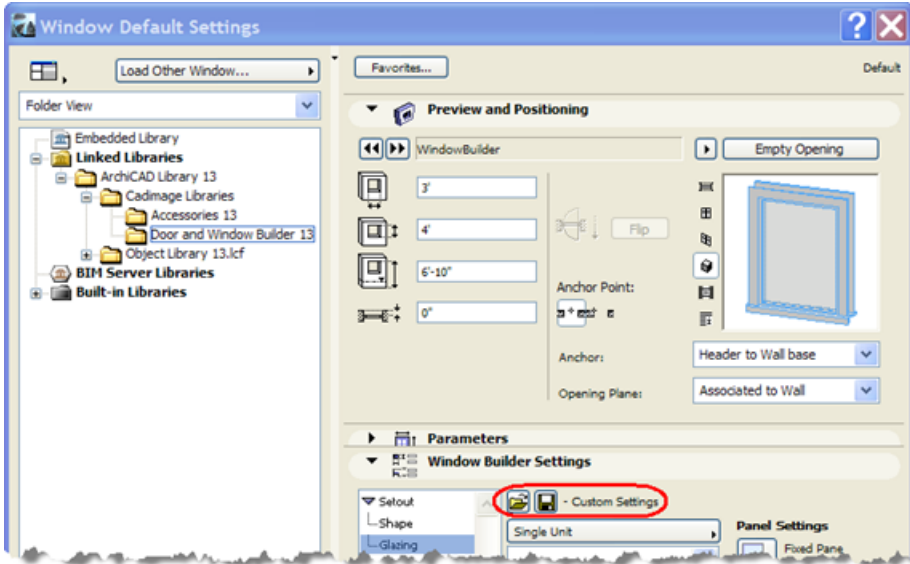 Window Default Settings
Load Other Window...
Favorites...
Default
Folder View
Embedded Library
Linked Libraries
ArchiCAD Library 13
Cadimage Libraries
Accessories 13
Door and Window Builder 13
Object Library 13.lcf
BIM Server Libraries
Built-in Libraries
Preview and Positioning
WindowBuilder
Empty Opening
3'
4'
6'-10"
0"
Flip
Anchor Point:
Anchor:
Header to Wall base
Opening Plane:
Associated to Wall
Parameters
Window Builder Settings
Setout
Shape
Glazing
- Custom Settings
Single Unit
Panel Settings
Fixed Pane